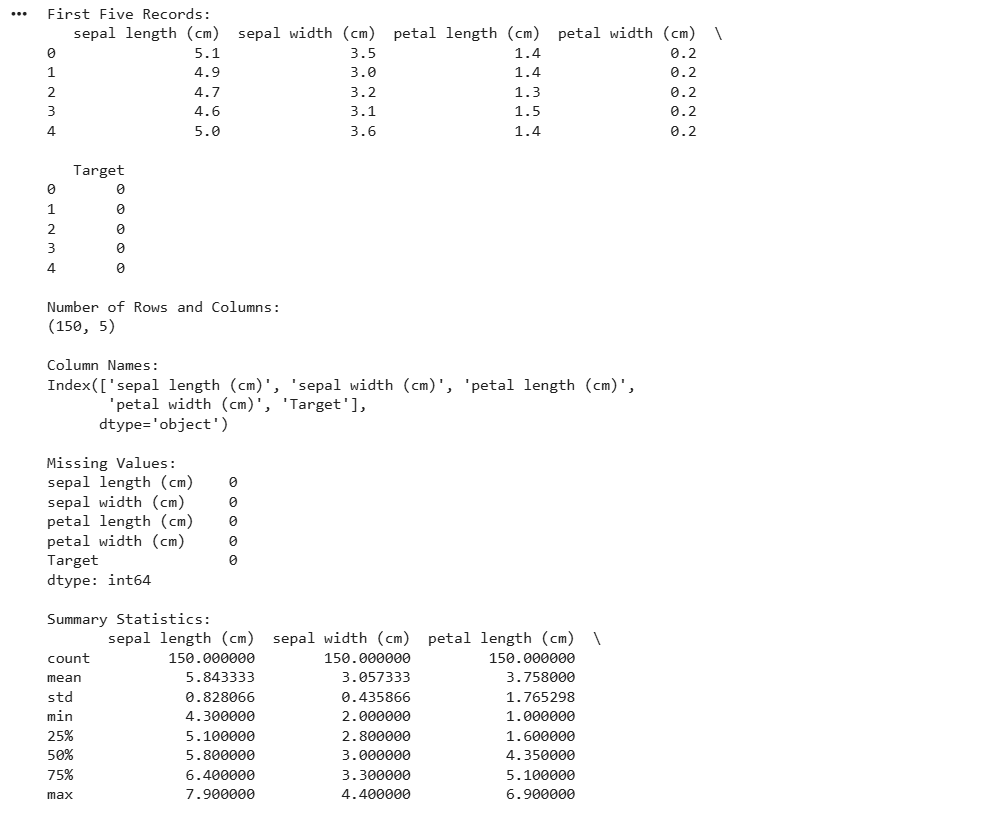 First Five Records:
   sepal length (cm)  sepal width (cm)  petal length (cm)  petal width (cm)  \
0                 5.1               3.5                1.4               0.2
1                 4.9               3.0                1.4               0.2
2                 4.7               3.2                1.3               0.2
3                 4.6               3.1                1.5               0.2
4                 5.0               3.6                1.4               0.2

   Target
0       0
1       0
2       0
3       0
4       0

Number of Rows and Columns:
(150, 5)

Column Names:
Index(['sepal length (cm)', 'sepal width (cm)', 'petal length (cm)',
       'petal width (cm)', 'Target'],
      dtype='object')

Missing Values:
sepal length (cm)    0
sepal width (cm)     0
petal length (cm)    0
petal width (cm)     0
Target               0
dtype: int64

Summary Statistics:
       sepal length (cm)  sepal width (cm)  petal length (cm)  \
count         150.000000        150.000000         150.000000
mean            5.843333          3.057333           3.758000
std             0.828066          0.435866           1.765298
min             4.300000          2.000000           1.000000
25%             5.100000          2.800000           1.600000
50%             5.800000          3.000000           4.350000
75%             6.400000          3.300000           5.100000
max             7.900000          4.400000           6.900000